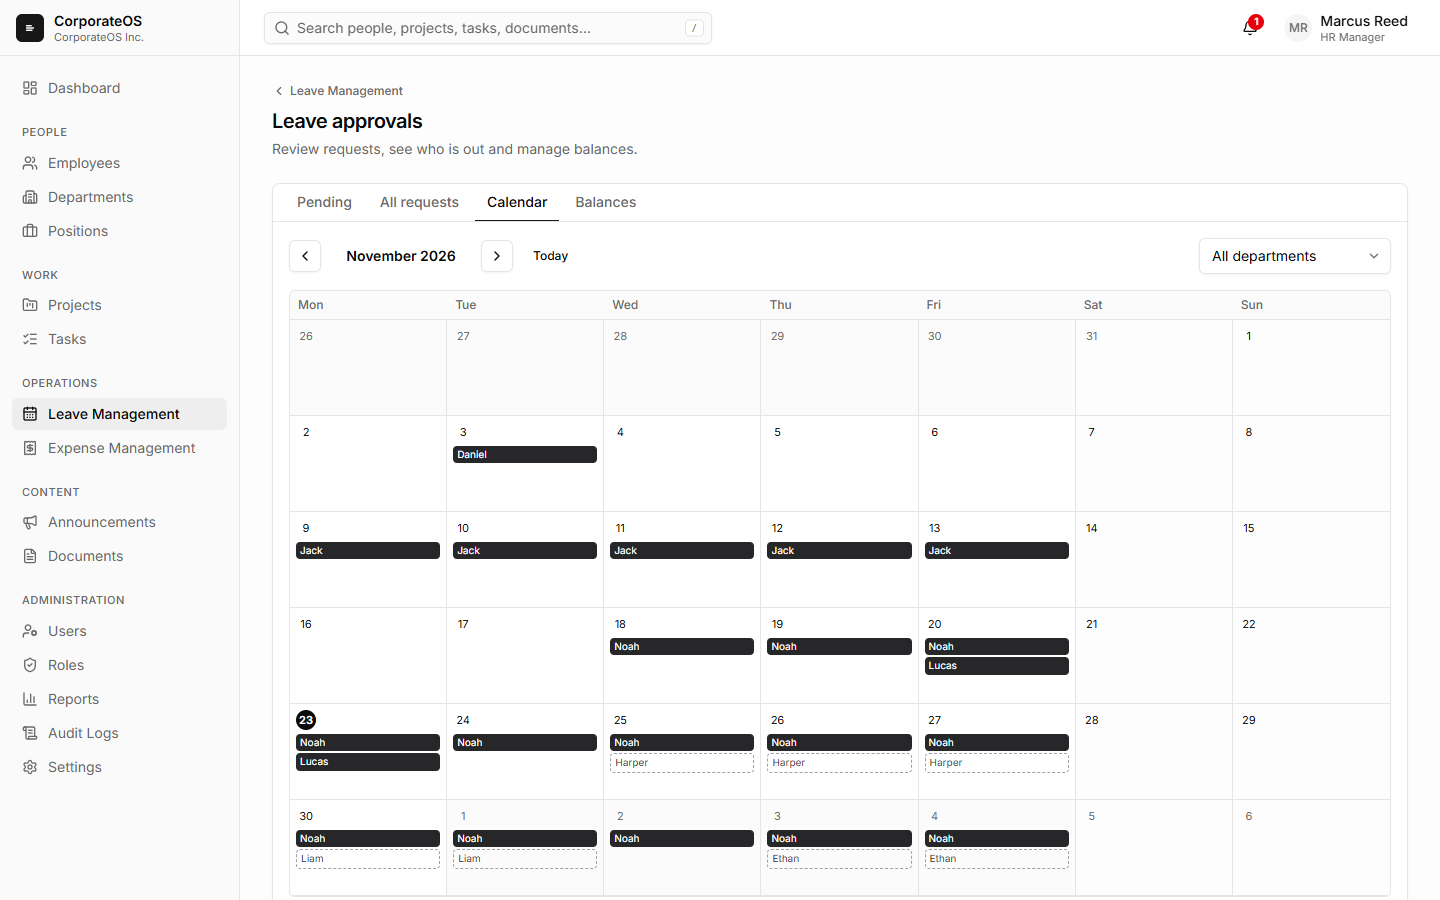 CorporateOS
CorporateOS Inc.
Search people, projects, tasks, documents...
/
1
MR
Marcus Reed
HR Manager
Dashboard
PEOPLE
Employees
Departments
Positions
WORK
Projects
Tasks
OPERATIONS
Leave Management
Expense Management
CONTENT
Announcements
Documents
ADMINISTRATION
Users
Roles
Reports
Audit Logs
Settings
Leave Management
Leave approvals
Review requests, see who is out and manage balances.
Pending All requests Calendar Balances
November 2026 Today All departments
Mon Tue Wed Thu Fri Sat Sun
26 27 28 29 30 31 1
2 3 4 5 6 7 8
Daniel
9 10 11 12 13 14 15
Jack Jack Jack Jack Jack
16 17 18 19 20 21 22
Noah Noah Noah
Lucas
23 24 25 26 27 28 29
Noah Noah Noah Noah Noah
Lucas Harper Harper Harper
30 1 2 3 4 5 6
Noah Noah Noah Noah Noah
Liam Liam Ethan Ethan